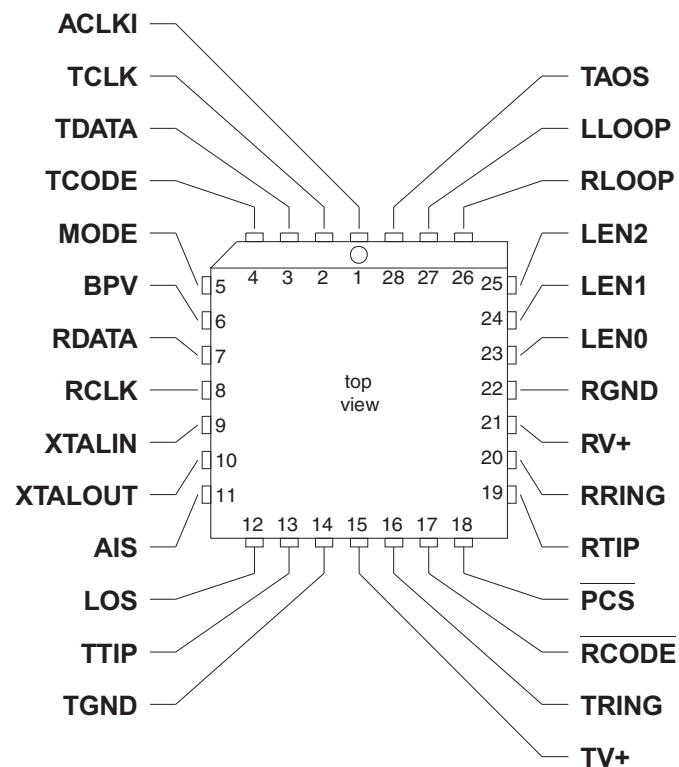 ACLKI
TCLK
TDATA
TCODE
MODE
BPV
RDATA
RCLK
XTALIN
XTALOUT
AIS
LOS
TTIP
TGND
TAOS
LLOOP
RLOOP
LEN2
LEN1
LEN0
RGND
RV+
RRING
RTIP
PCS
RCODE
TRING
TV+
4 3 2 1 28 27 26
5
6
7
8
9
10
11
25
24
23
22
21
20
19
top
view
12 13 14 15 16 17 18